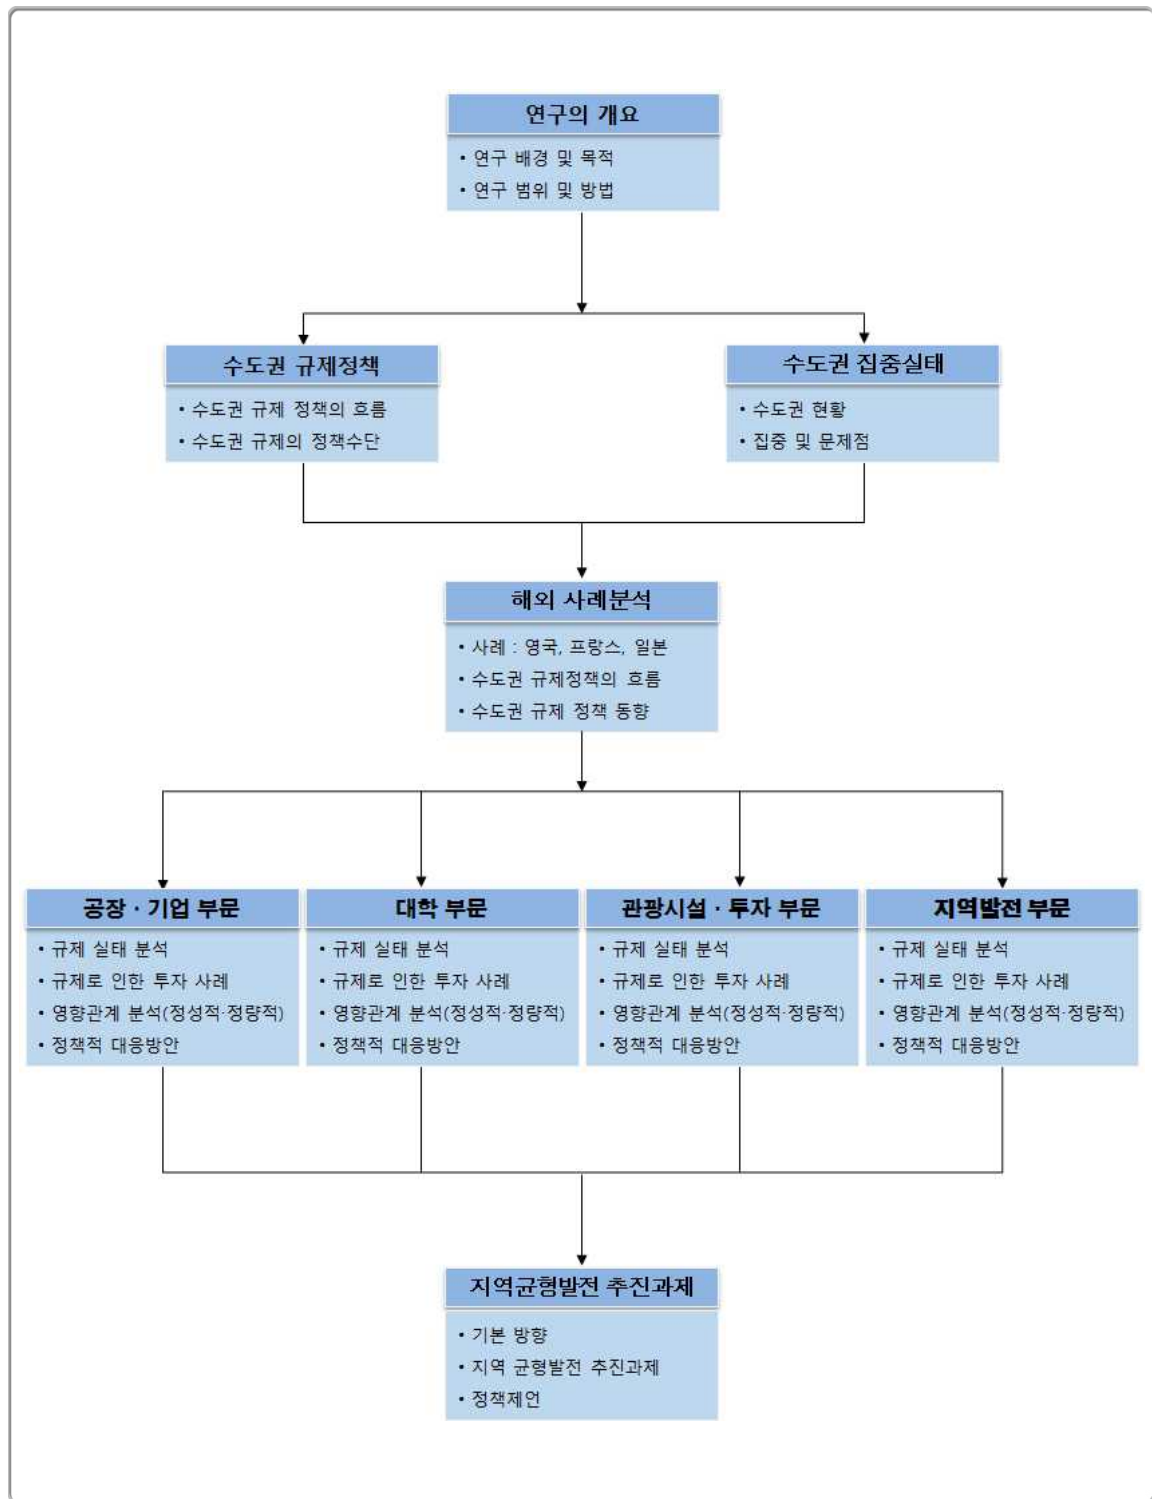 연구의 개요
• 연구 배경 및 목적
• 연구 범위 및 방법
수도권 규제정책
• 수도권 규제 정책의 흐름
• 수도권 규제의 정책수단
수도권 집중실태
• 수도권 현황
• 집중 및 문제점
해외 사례분석
• 사례 : 영국, 프랑스, 일본
• 수도권 규제정책의 흐름
• 수도권 규제 정책 동향
공장 · 기업 부문
• 규제 실태 분석
• 규제로 인한 투자 사례
• 영향관계 분석(정성적·정량적)
• 정책적 대응방안
대학 부문
• 규제 실태 분석
• 규제로 인한 투자 사례
• 영향관계 분석(정성적·정량적)
• 정책적 대응방안
관광시설 · 투자 부문
• 규제 실태 분석
• 규제로 인한 투자 사례
• 영향관계 분석(정성적·정량적)
• 정책적 대응방안
지역발전 부문
• 규제 실태 분석
• 규제로 인한 투자 사례
• 영향관계 분석(정성적·정량적)
• 정책적 대응방안
지역균형발전 추진과제
• 기본 방향
• 지역 균형발전 추진과제
• 정책제언